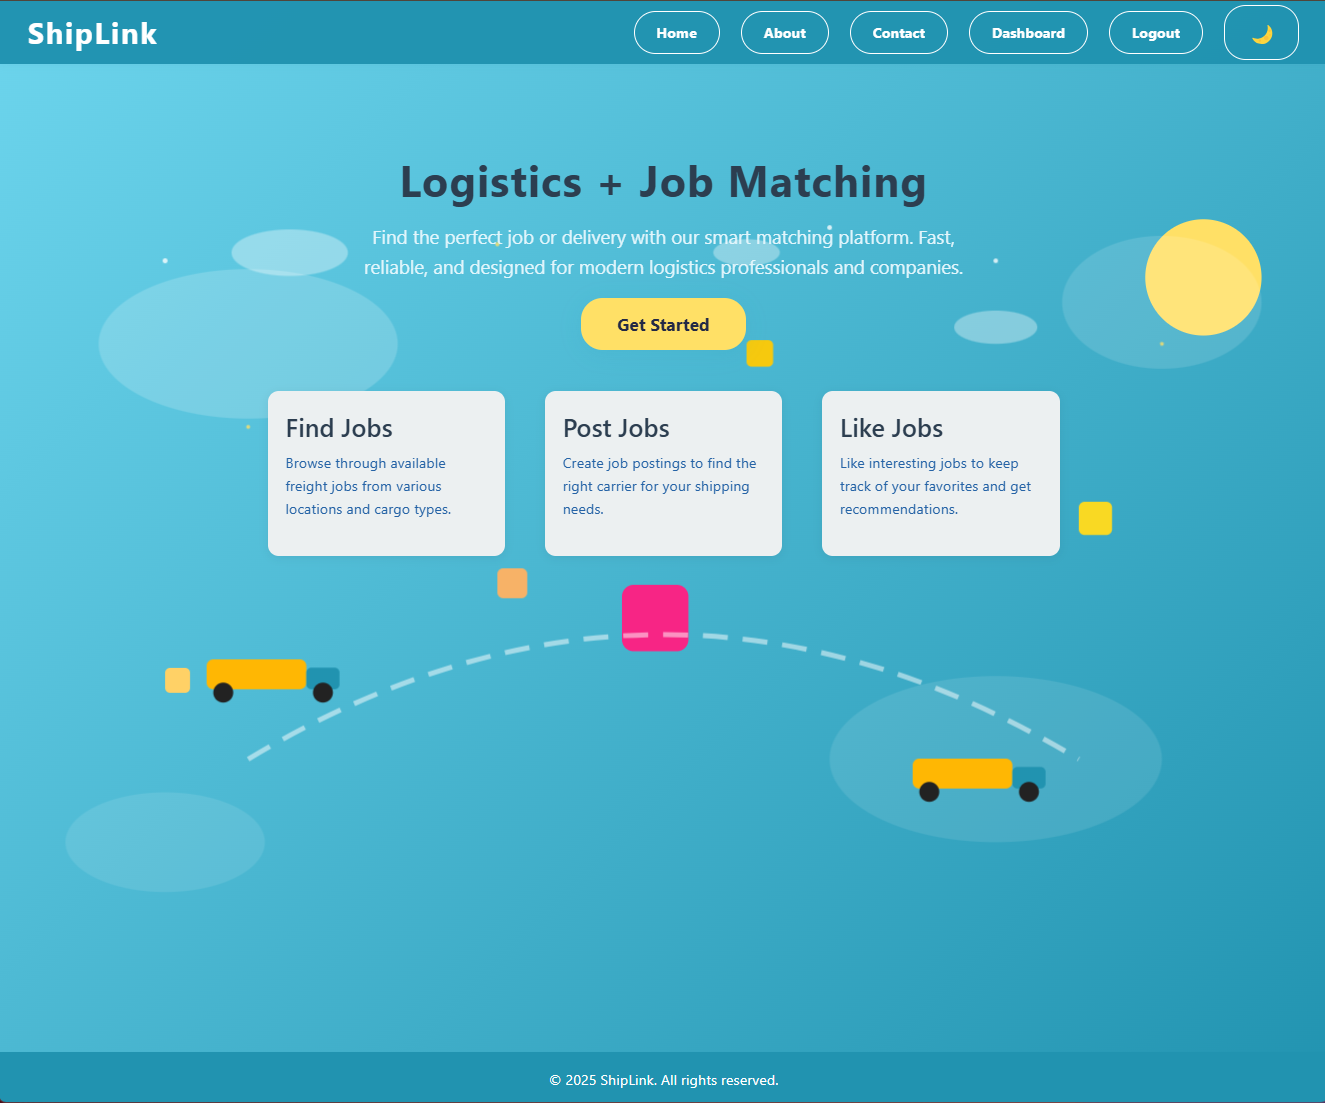 ShipLink
Home
About
Contact
Dashboard
Logout
Logistics + Job Matching
Find the perfect job or delivery with our smart matching platform. Fast,
reliable, and designed for modern logistics professionals and companies.
Get Started
Find Jobs
Browse through available
freight jobs from various
locations and cargo types.
Post Jobs
Create job postings to find the
right carrier for your shipping
needs.
Like Jobs
Like interesting jobs to keep
track of your favorites and get
recommendations.
© 2025 ShipLink. All rights reserved.